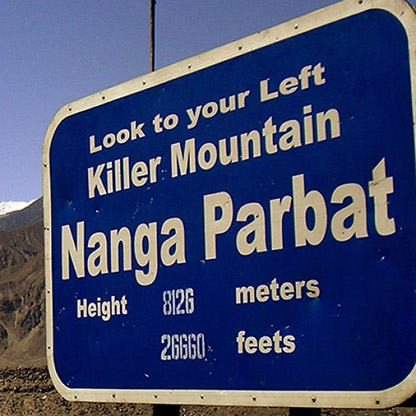 Look to your Left
Killer Mountain
Nanga Parbat
Height 8126 meters
26660 feets